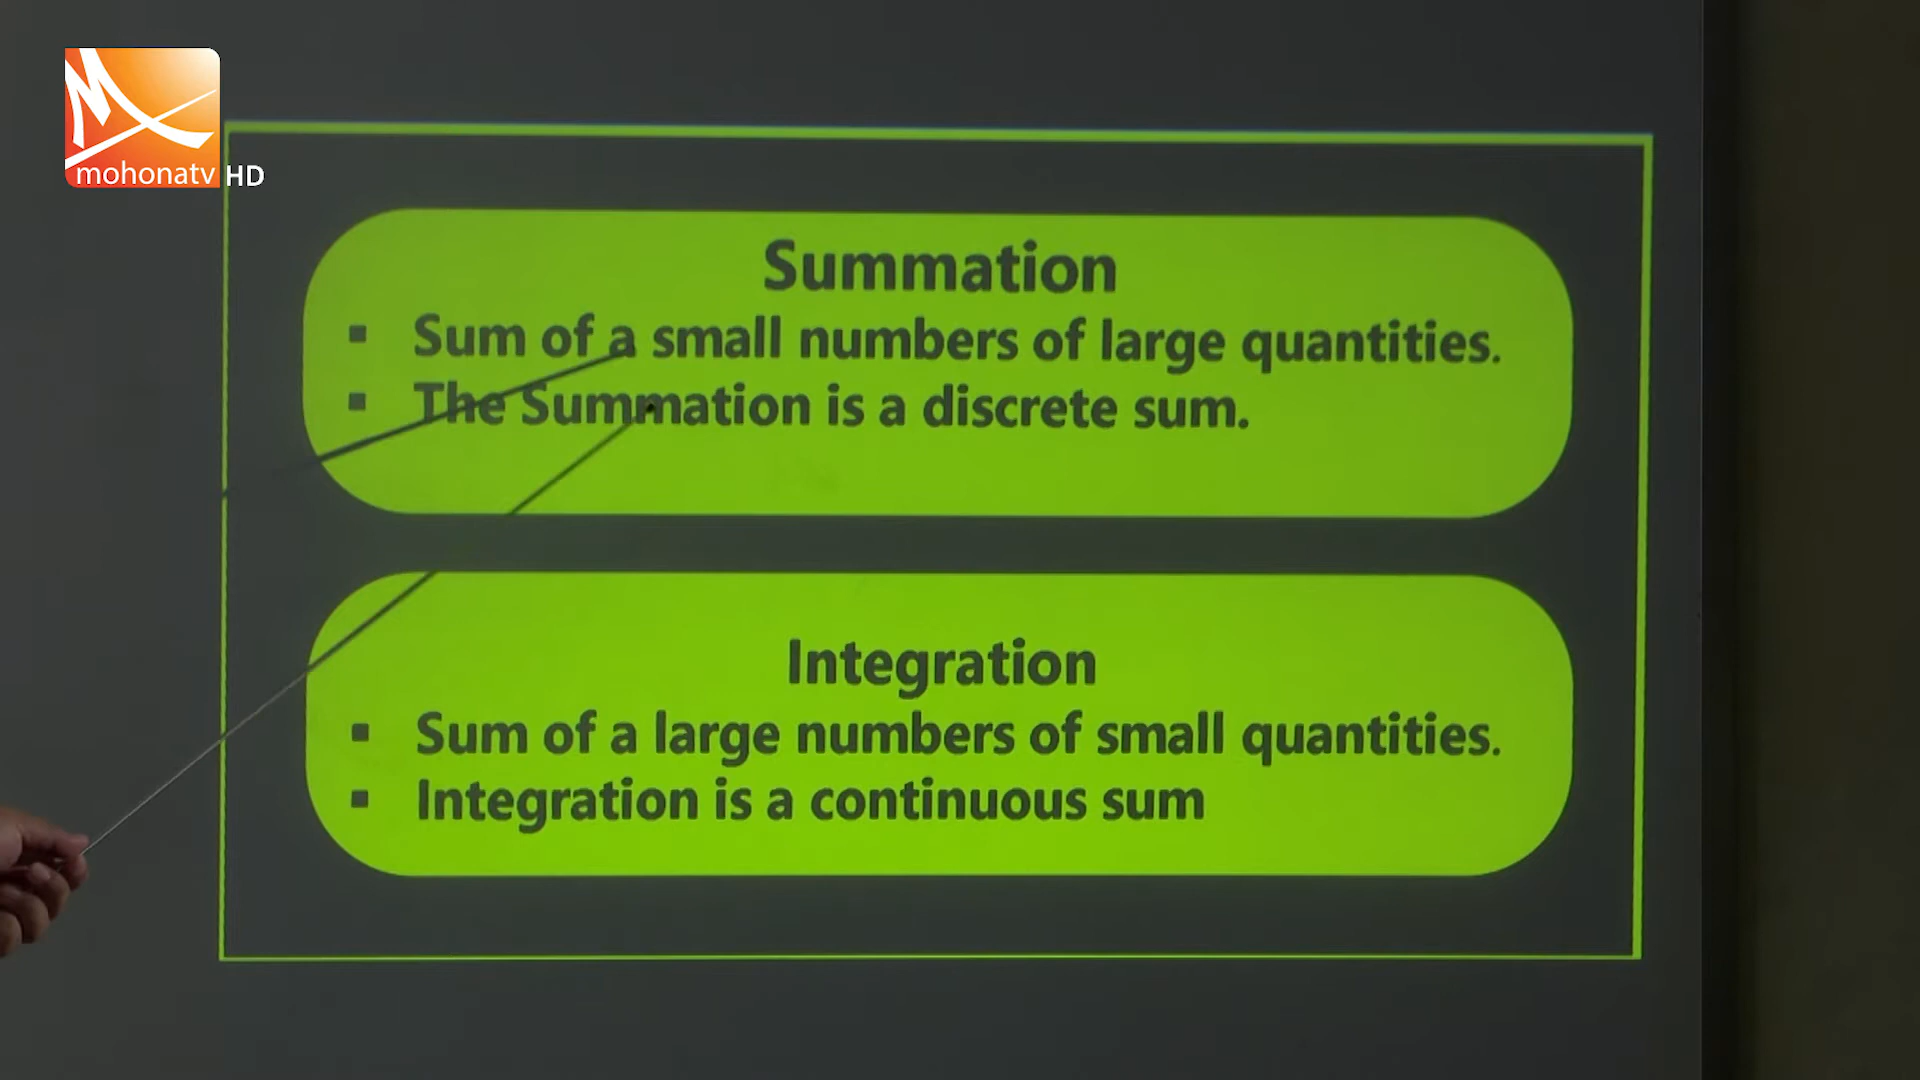 mohonatv HD
Summation
▪ Sum of a small numbers of large quantities.
▪ The Summation is a discrete sum.
Integration
▪ Sum of a large numbers of small quantities.
▪ Integration is a continuous sum